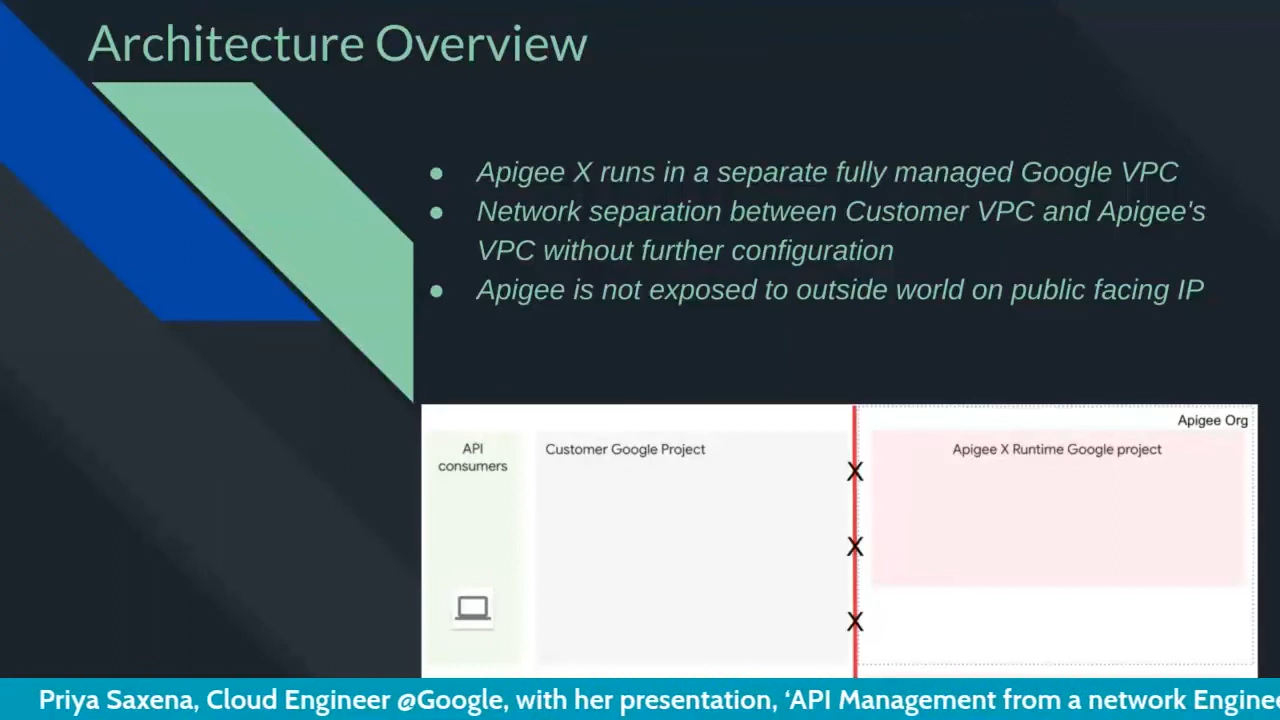 Architecture Overview
● Apigee X runs in a separate fully managed Google VPC
● Network separation between Customer VPC and Apigee's
VPC without further configuration
● Apigee is not exposed to outside world on public facing IP
Apigee Org
API
consumers
Customer Google Project
Apigee X Runtime Google project
X
X
X
Priya Saxena, Cloud Engineer @Google, with her presentation, ‘API Management from a network